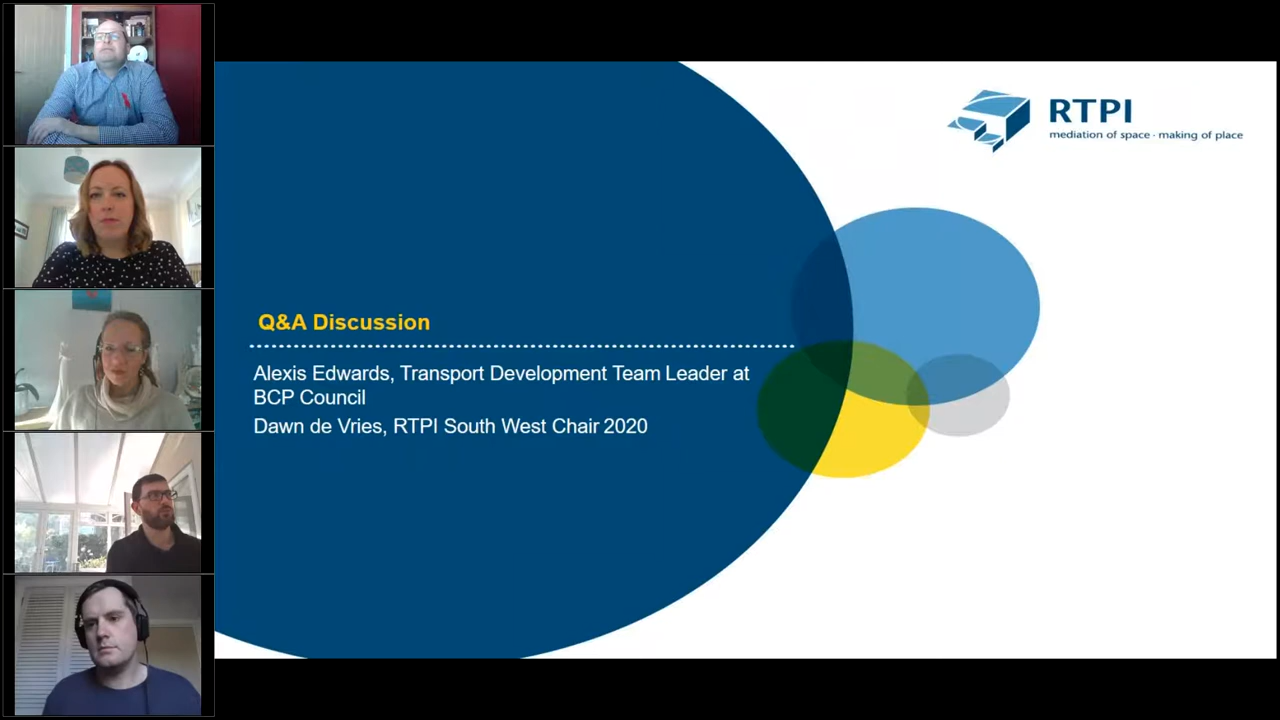 RTPI
mediation of space · making of place
Q&A Discussion
Alexis Edwards, Transport Development Team Leader at
BCP Council
Dawn de Vries, RTPI South West Chair 2020